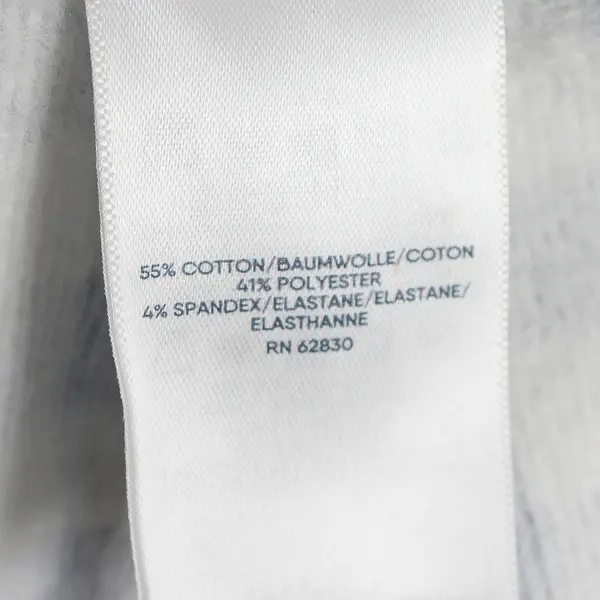 55% COTTON/BAUMWOLLE/COTON
41% POLYESTER
4% SPANDEX/ELASTANE/ELASTANE/
ELASTHANNE
RN 62830